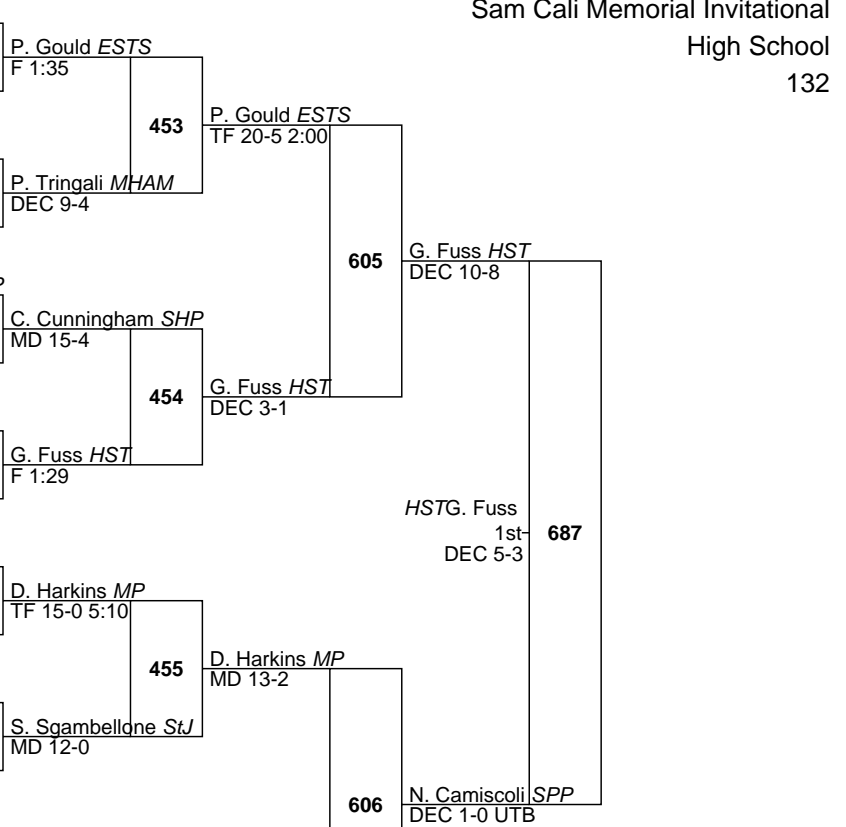 Sam Cali Memorial Invitational
High School
132
P. Gould ESTS
F 1:35
453
P. Gould ESTS
TF 20-5 2:00
P. Tringali MHAM
DEC 9-4
605
G. Fuss HST
DEC 10-8
C. Cunningham SHP
MD 15-4
454
G. Fuss HST
DEC 3-1
G. Fuss HST
F 1:29
HSTG. Fuss
1st
DEC 5-3
687
D. Harkins MP
TF 15-0 5:10
455
D. Harkins MP
MD 13-2
S. Sgambellone StJ
MD 12-0
606
N. Camiscoli SPP
DEC 1-0 UTB